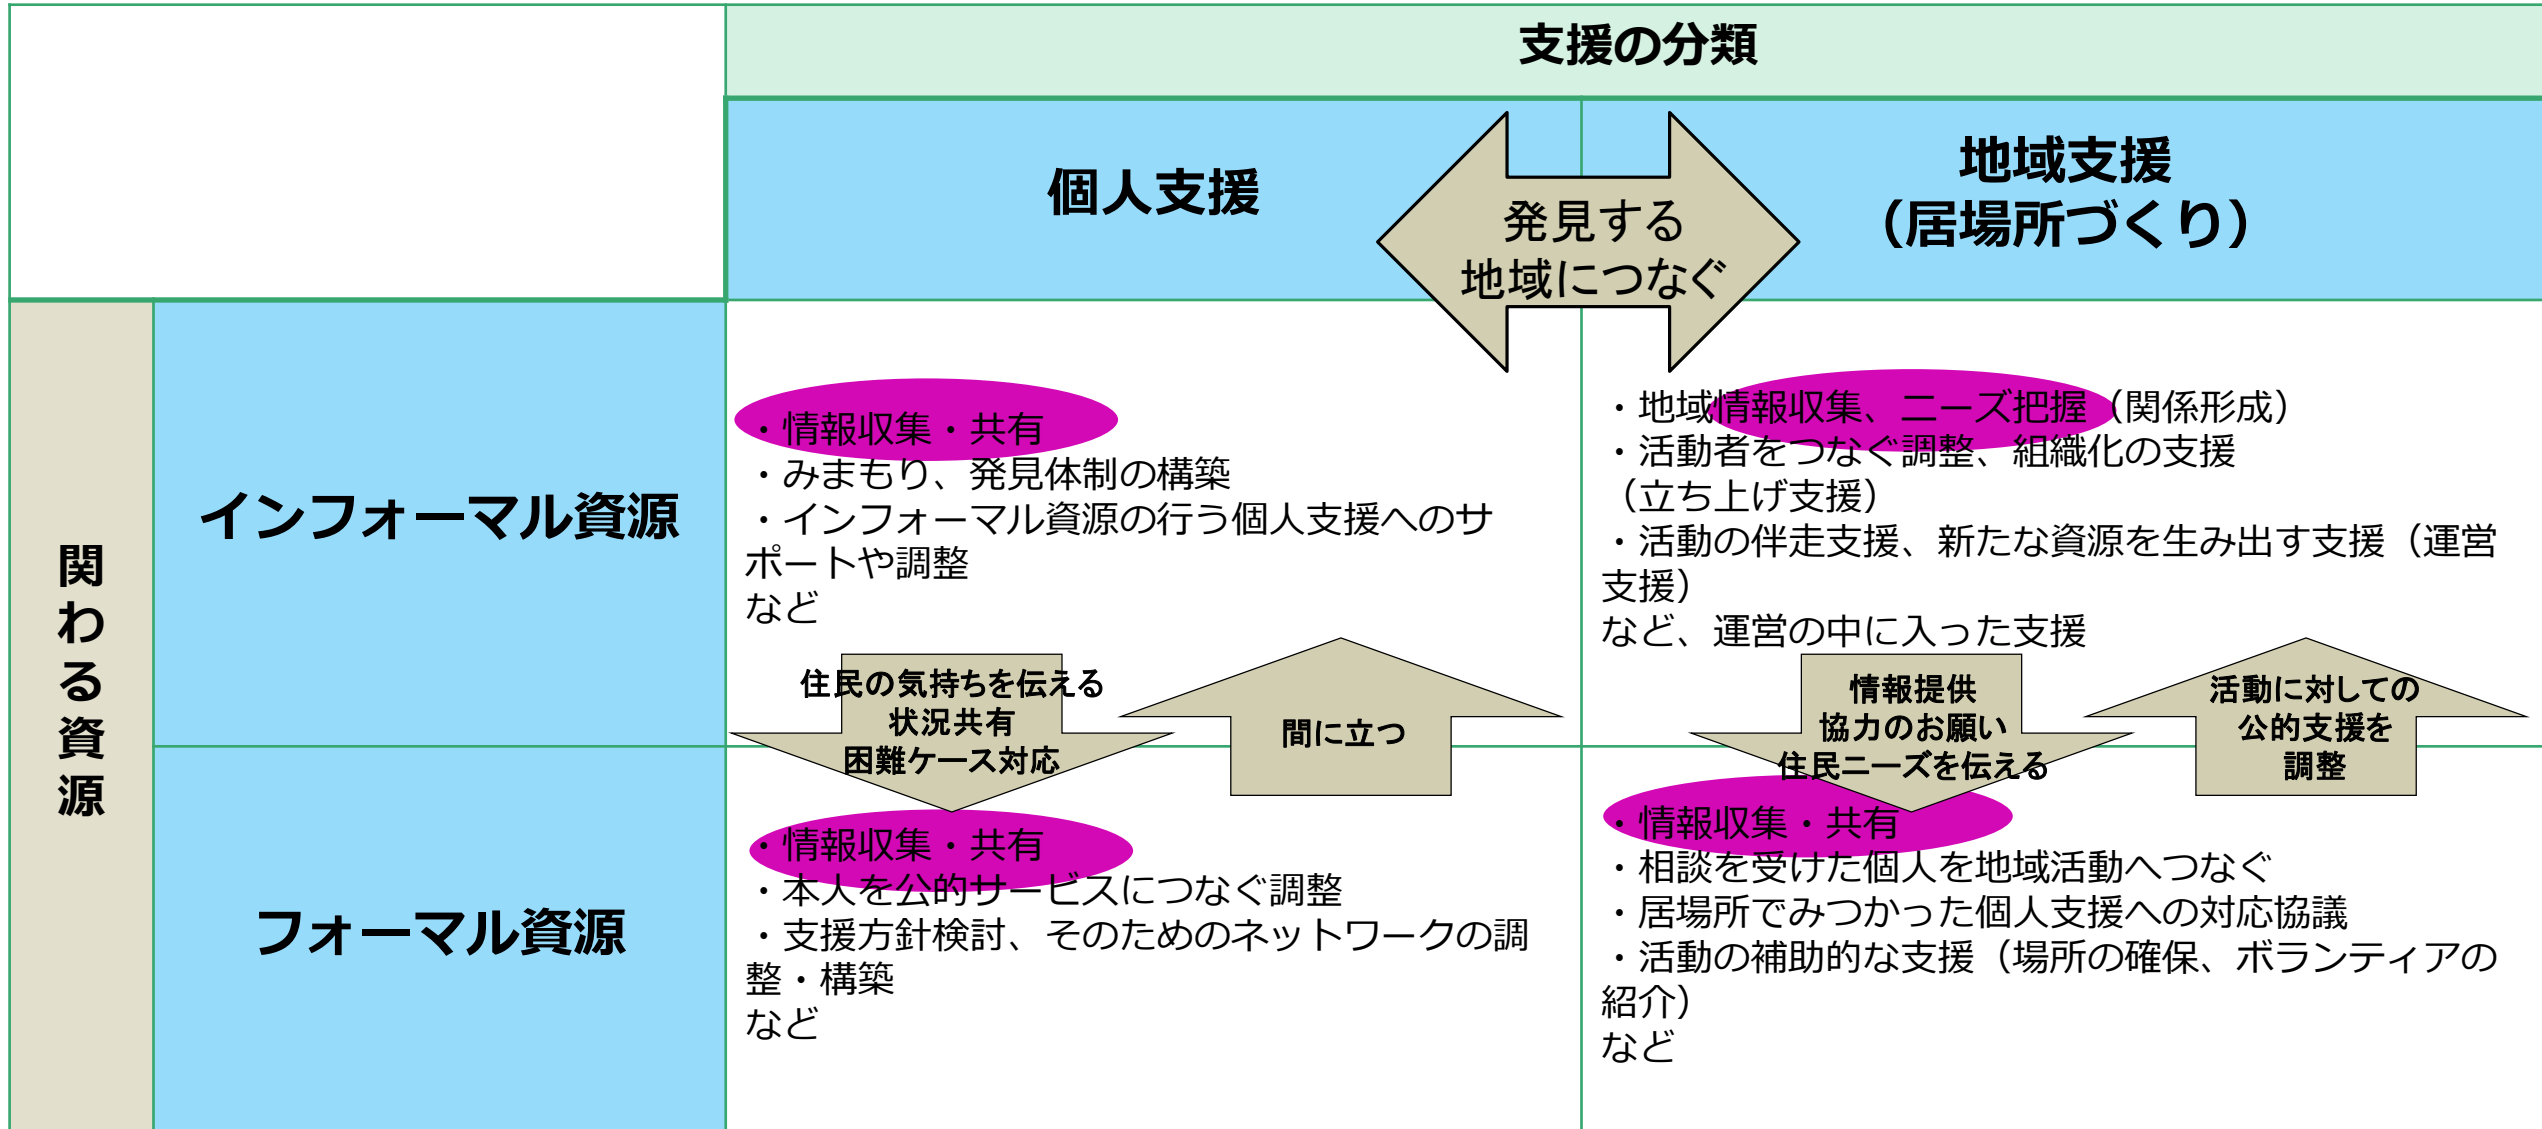 支援の分類
個人支援
発見する
地域につなぐ
地域支援
（居場所づくり）
関わる資源
インフォーマル資源
・情報収集・共有
・みまもり、発見体制の構築
・インフォーマル資源の行う個人支援へのサ
ポートや調整
など
・地域情報収集、ニーズ把握（関係形成）
・活動者をつなぐ調整、組織化の支援
（立ち上げ支援）
・活動の伴走支援、新たな資源を生み出す支援（運営
支援）
など、運営の中に入った支援
住民の気持ちを伝える
状況共有
困難ケース対応
間に立つ
情報提供
協力のお願い
住民ニーズを伝える
活動に対しての
公的支援を
調整
フォーマル資源
・情報収集・共有
・本人を公的サービスにつなぐ調整
・支援方針検討、そのためのネットワークの調
整・構築
など
・情報収集・共有
・相談を受けた個人を地域活動へつなぐ
・居場所でみつかった個人支援への対応協議
・活動の補助的な支援（場所の確保、ボランティアの
紹介）
など